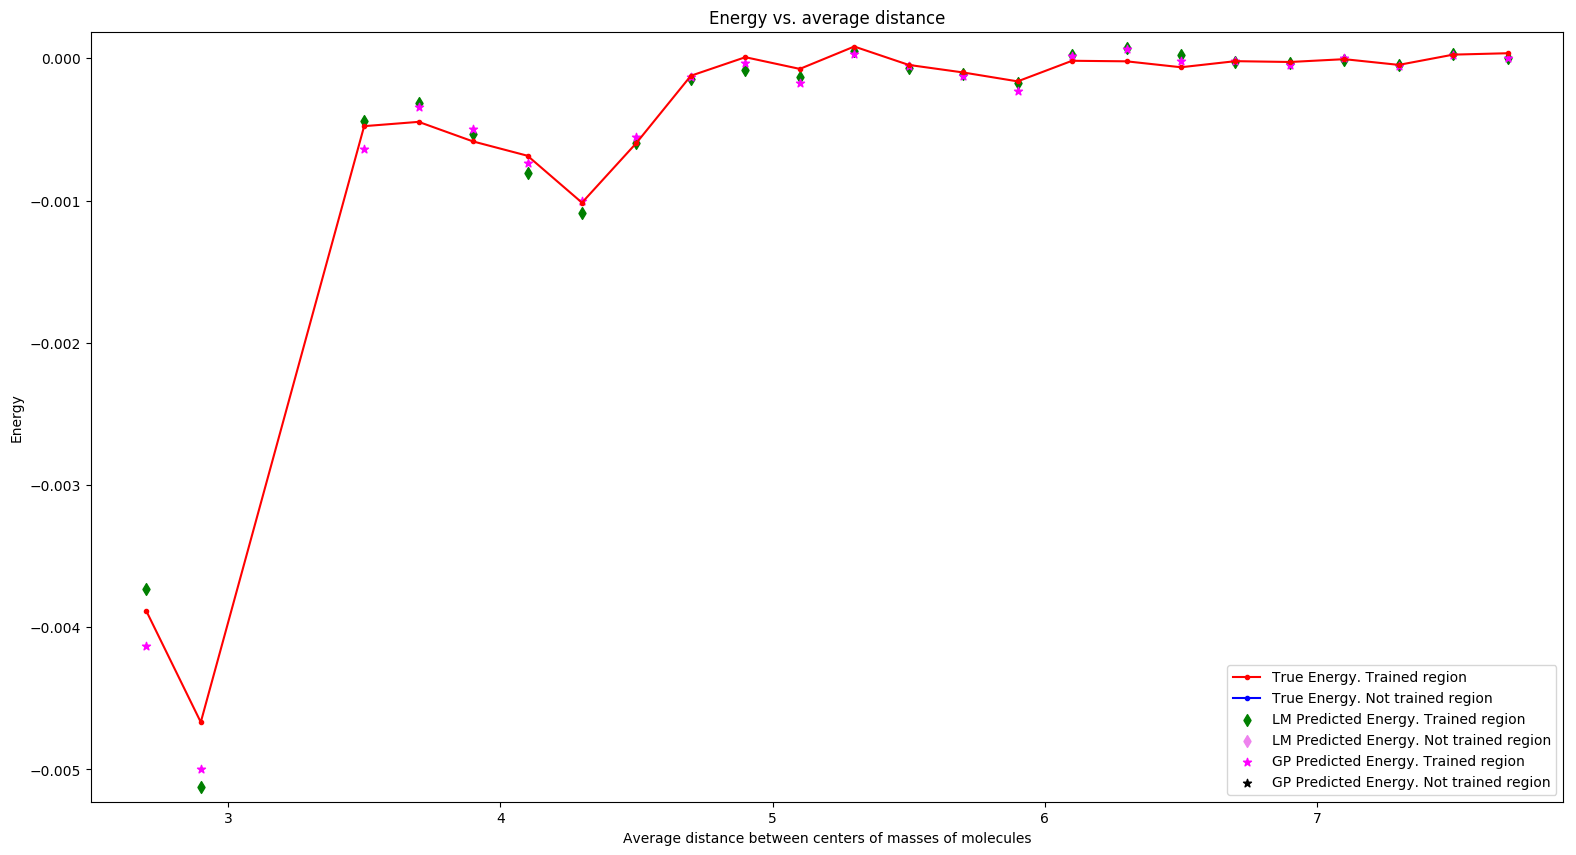 Energy vs. average distance
0.000
−0.001
−0.002
−0.003
−0.004
−0.005
Energy
3 4 5 6 7
Average distance between centers of masses of molecules
True Energy. Trained region
True Energy. Not trained region
LM Predicted Energy. Trained region
LM Predicted Energy. Not trained region
GP Predicted Energy. Trained region
GP Predicted Energy. Not trained region